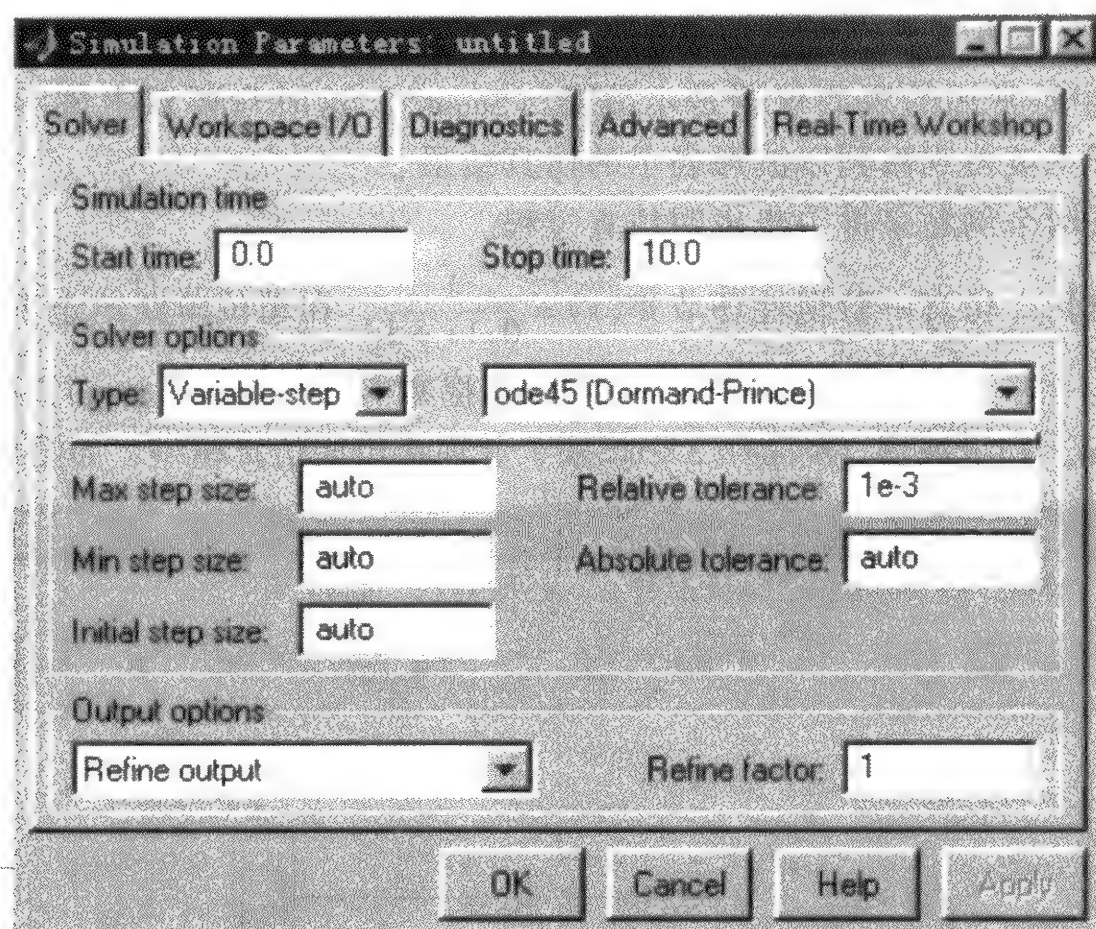 Simulation Parameters: untitled
Solver Workspace I/O Diagnostics Advanced Real-Time Workshop
Simulation time
Start time: 0.0 Stop time: 10.0
Solver options
Type: Variable-step ode45 (Dormand-Prince)
Max step size: auto Relative tolerance: 1e-3
Min step size: auto Absolute tolerance: auto
Initial step size: auto
Output options
Refine output Refine factor: 1
OK Cancel Help Apply